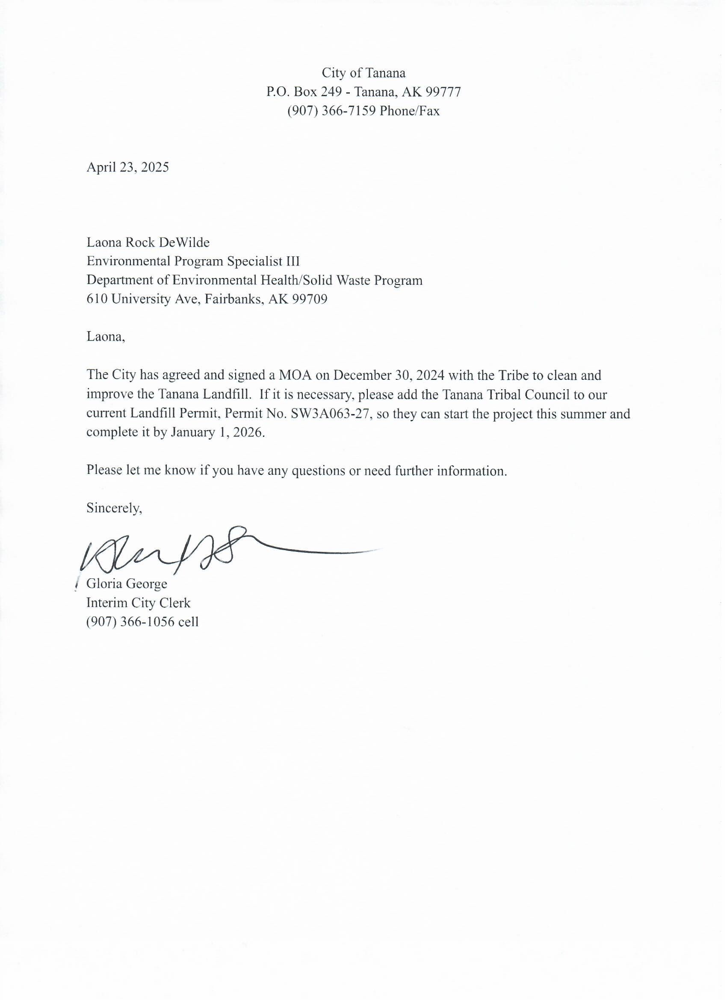 City of Tanana
P.O. Box 249 - Tanana, AK 99777
(907) 366-7159 Phone/Fax
April 23, 2025
Laona Rock DeWilde
Environmental Program Specialist III
Department of Environmental Health/Solid Waste Program
610 University Ave, Fairbanks, AK 99709
Laona,
The City has agreed and signed a MOA on December 30, 2024 with the Tribe to clean and
improve the Tanana Landfill.  If it is necessary, please add the Tanana Tribal Council to our
current Landfill Permit, Permit No. SW3A063-27, so they can start the project this summer and
complete it by January 1, 2026.
Please let me know if you have any questions or need further information.
Sincerely,
Gloria George
Interim City Clerk
(907) 366-1056 cell